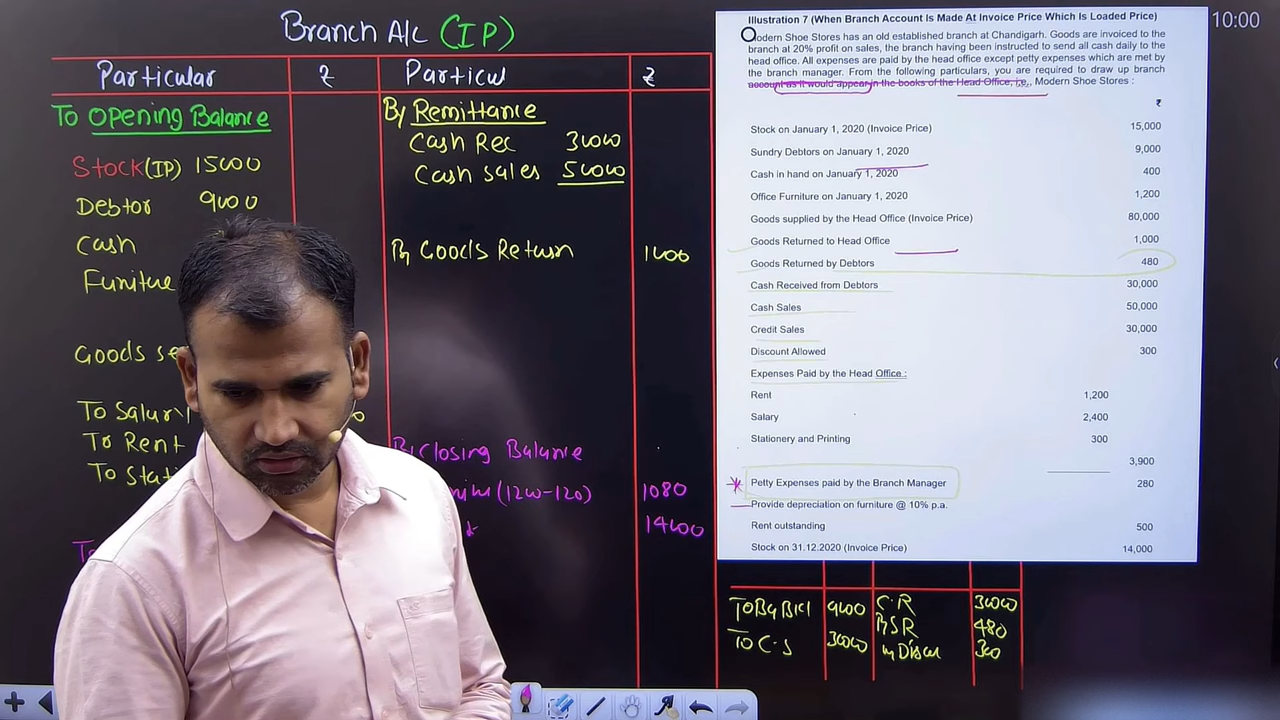 Branch A/c (IP)
Particular ₹ Particul ₹
To Opening Balance
Stock (IP) 15000
Debtor 9000
Cash
Furniture
Goods se
To Salary
To Rent
To Stati
By Remittance
Cash Rec 30000
Cash Sales 50000
By Goods Return 1000
By Closing Balance
(1200-120) 1080
14000
Illustration 7 (When Branch Account Is Made At Invoice Price Which Is Loaded Price)
Modern Shoe Stores has an old established branch at Chandigarh. Goods are invoiced to the
branch at 20% profit on sales, the branch having been instructed to send all cash daily to the
head office. All expenses are paid by the head office except petty expenses which are met by
the branch manager. From the following particulars, you are required to draw up branch
account as it would appear in the books of the Head Office, i.e., Modern Shoe Stores :
₹
Stock on January 1, 2020 (Invoice Price) 15,000
Sundry Debtors on January 1, 2020 9,000
Cash in hand on January 1, 2020 400
Office Furniture on January 1, 2020 1,200
Goods supplied by the Head Office (Invoice Price) 80,000
Goods Returned to Head Office 1,000
Goods Returned by Debtors 480
Cash Received from Debtors 30,000
Cash Sales 50,000
Credit Sales 30,000
Discount Allowed 300
Expenses Paid by the Head Office :
Rent 1,200
Salary 2,400
Stationery and Printing 300
3,900
Petty Expenses paid by the Branch Manager 280
Provide depreciation on furniture @ 10% p.a.
Rent outstanding 500
Stock on 31.12.2020 (Invoice Price) 14,000
10:00
9000 C.R 30000
480
To C.S 30000 300